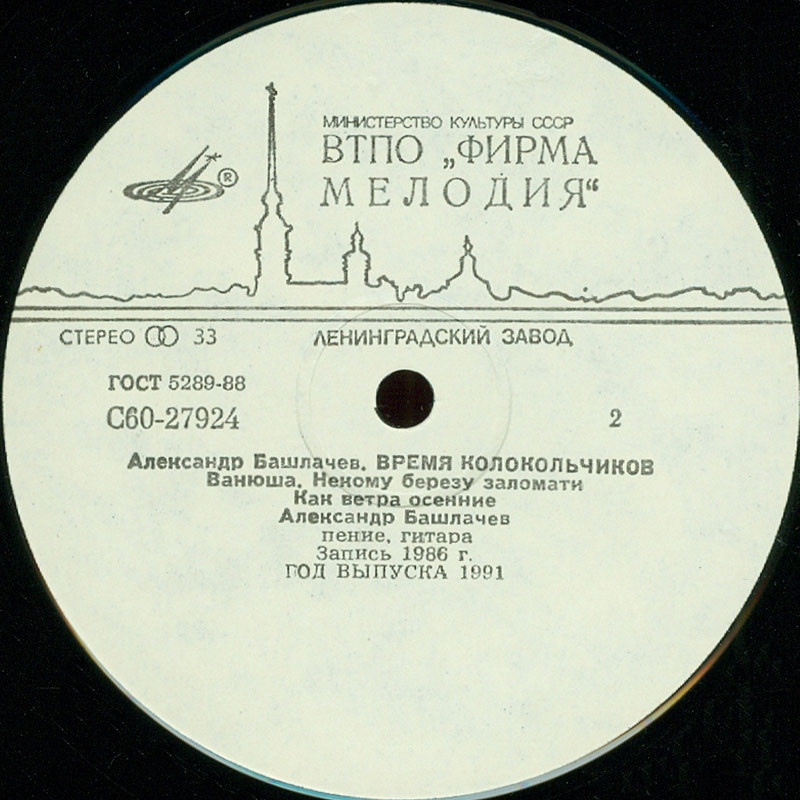 МИНИСТЕРСТВО КУЛЬТУРЫ СССР
ВТПО „ФИРМА
МЕЛОДИЯ“
®
СТЕРЕО 33
ЛЕНИНГРАДСКИЙ ЗАВОД
ГОСТ 5289-88
С60-27924
2
Александр Башлачев. ВРЕМЯ КОЛОКОЛЬЧИКОВ
Ванюша. Некому березу заломати
Как ветра осенние
Александр Башлачев
пение, гитара
Запись 1986 г.
ГОД ВЫПУСКА 1991